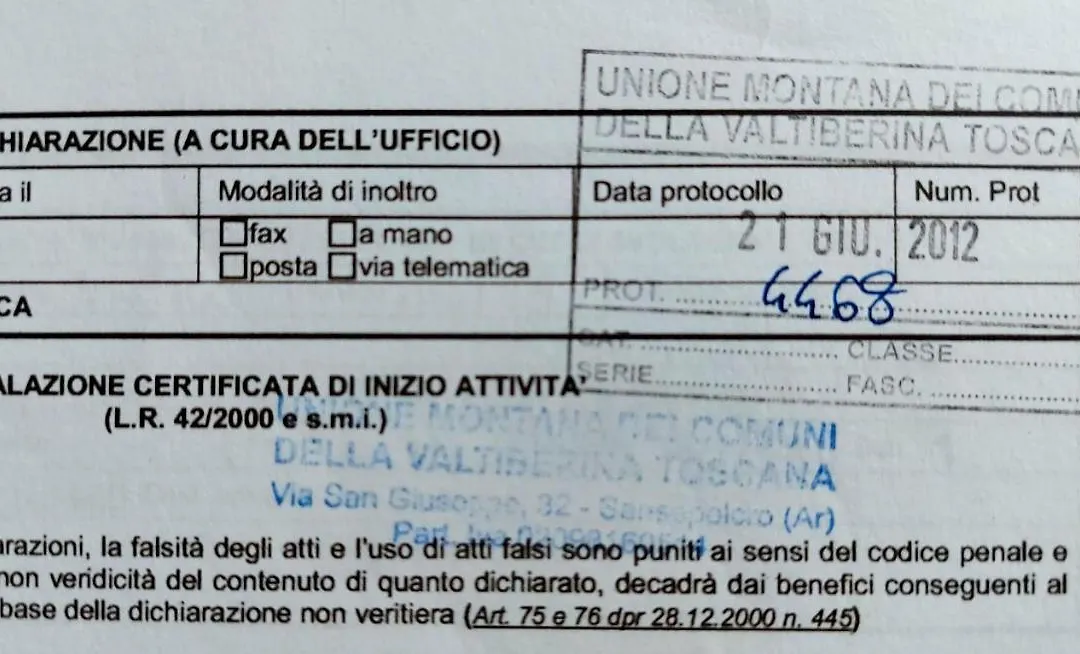 UNIONE MONTANA DEI COM
DELLA VALTIBERINA TOSCA
HIARAZIONE (A CURA DELL'UFFICIO)
a il Modalità di inoltro Data protocollo Num. Prot
fax a mano 21 GIU. 2012
posta via telematica
PROT. 4468
CA
CAT. CLASSE
SERIE FASC.
ALAZIONE CERTIFICATA DI INIZIO ATTIVITA'
(L.R. 42/2000 e s.m.i.)
UNIONE MONTANA DEI COMUNI
DELLA VALTIBERINA TOSCANA
Via San Giuseppe, 32 - Sansepolcro (Ar)
Part. Iva
arazioni, la falsità degli atti e l'uso di atti falsi sono puniti ai sensi del codice penale e
non veridicità del contenuto di quanto dichiarato, decadrà dai benefici conseguenti al
base della dichiarazione non veritiera (Art. 75 e 76 dpr 28.12.2000 n. 445)